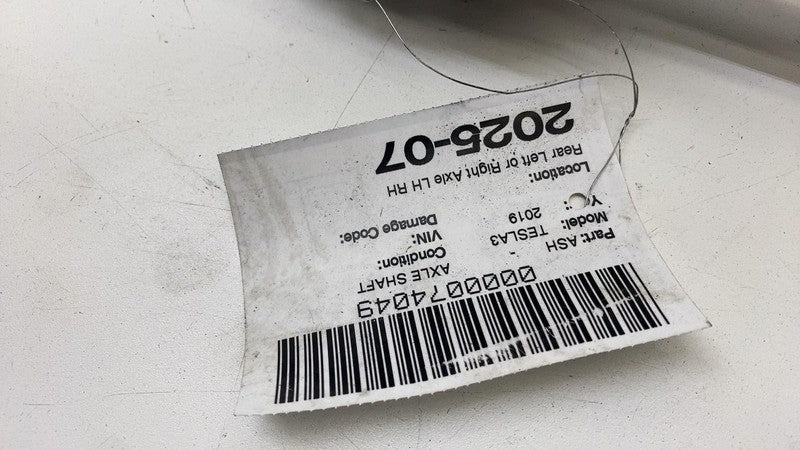 0000074049
Part: ASH - AXLE SHAFT
Model: TESLA3 Condition:
2019 VIN:
Damage Code:
Location:
Rear Left or Right Axle LH RH
2025-07